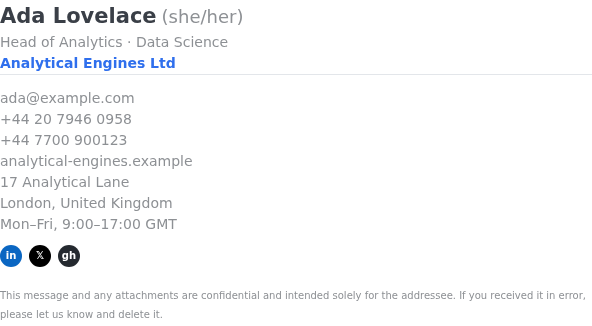 Ada Lovelace (she/her)
Head of Analytics · Data Science
Analytical Engines Ltd
ada@example.com
+44 20 7946 0958
+44 7700 900123
analytical-engines.example
17 Analytical Lane
London, United Kingdom
Mon–Fri, 9:00–17:00 GMT
in 𝕏 gh
This message and any attachments are confidential and intended solely for the addressee. If you received it in error,
please let us know and delete it.